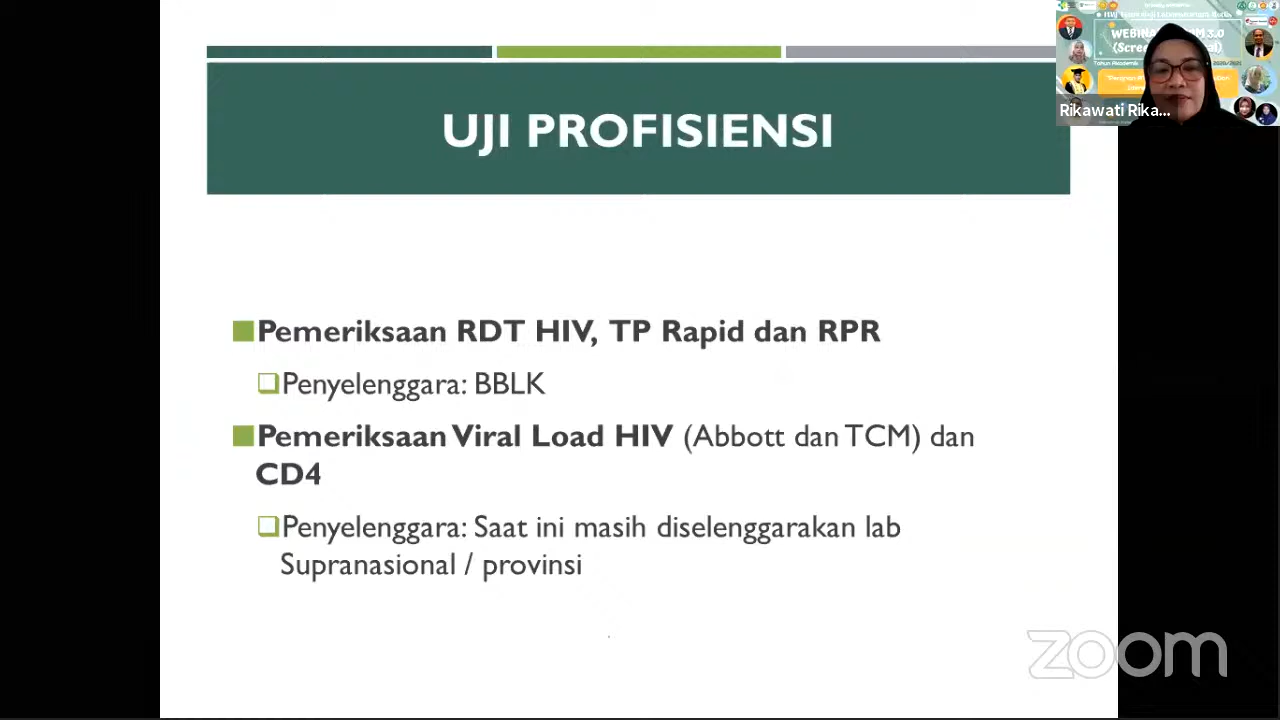 UJI PROFISIENSI
Pemeriksaan RDT HIV, TP Rapid dan RPR
Penyelenggara: BBLK
Pemeriksaan Viral Load HIV (Abbott dan TCM) dan
CD4
Penyelenggara: Saat ini masih diselenggarakan lab
Supranasional / provinsi
Rikawati Rika...
zoom